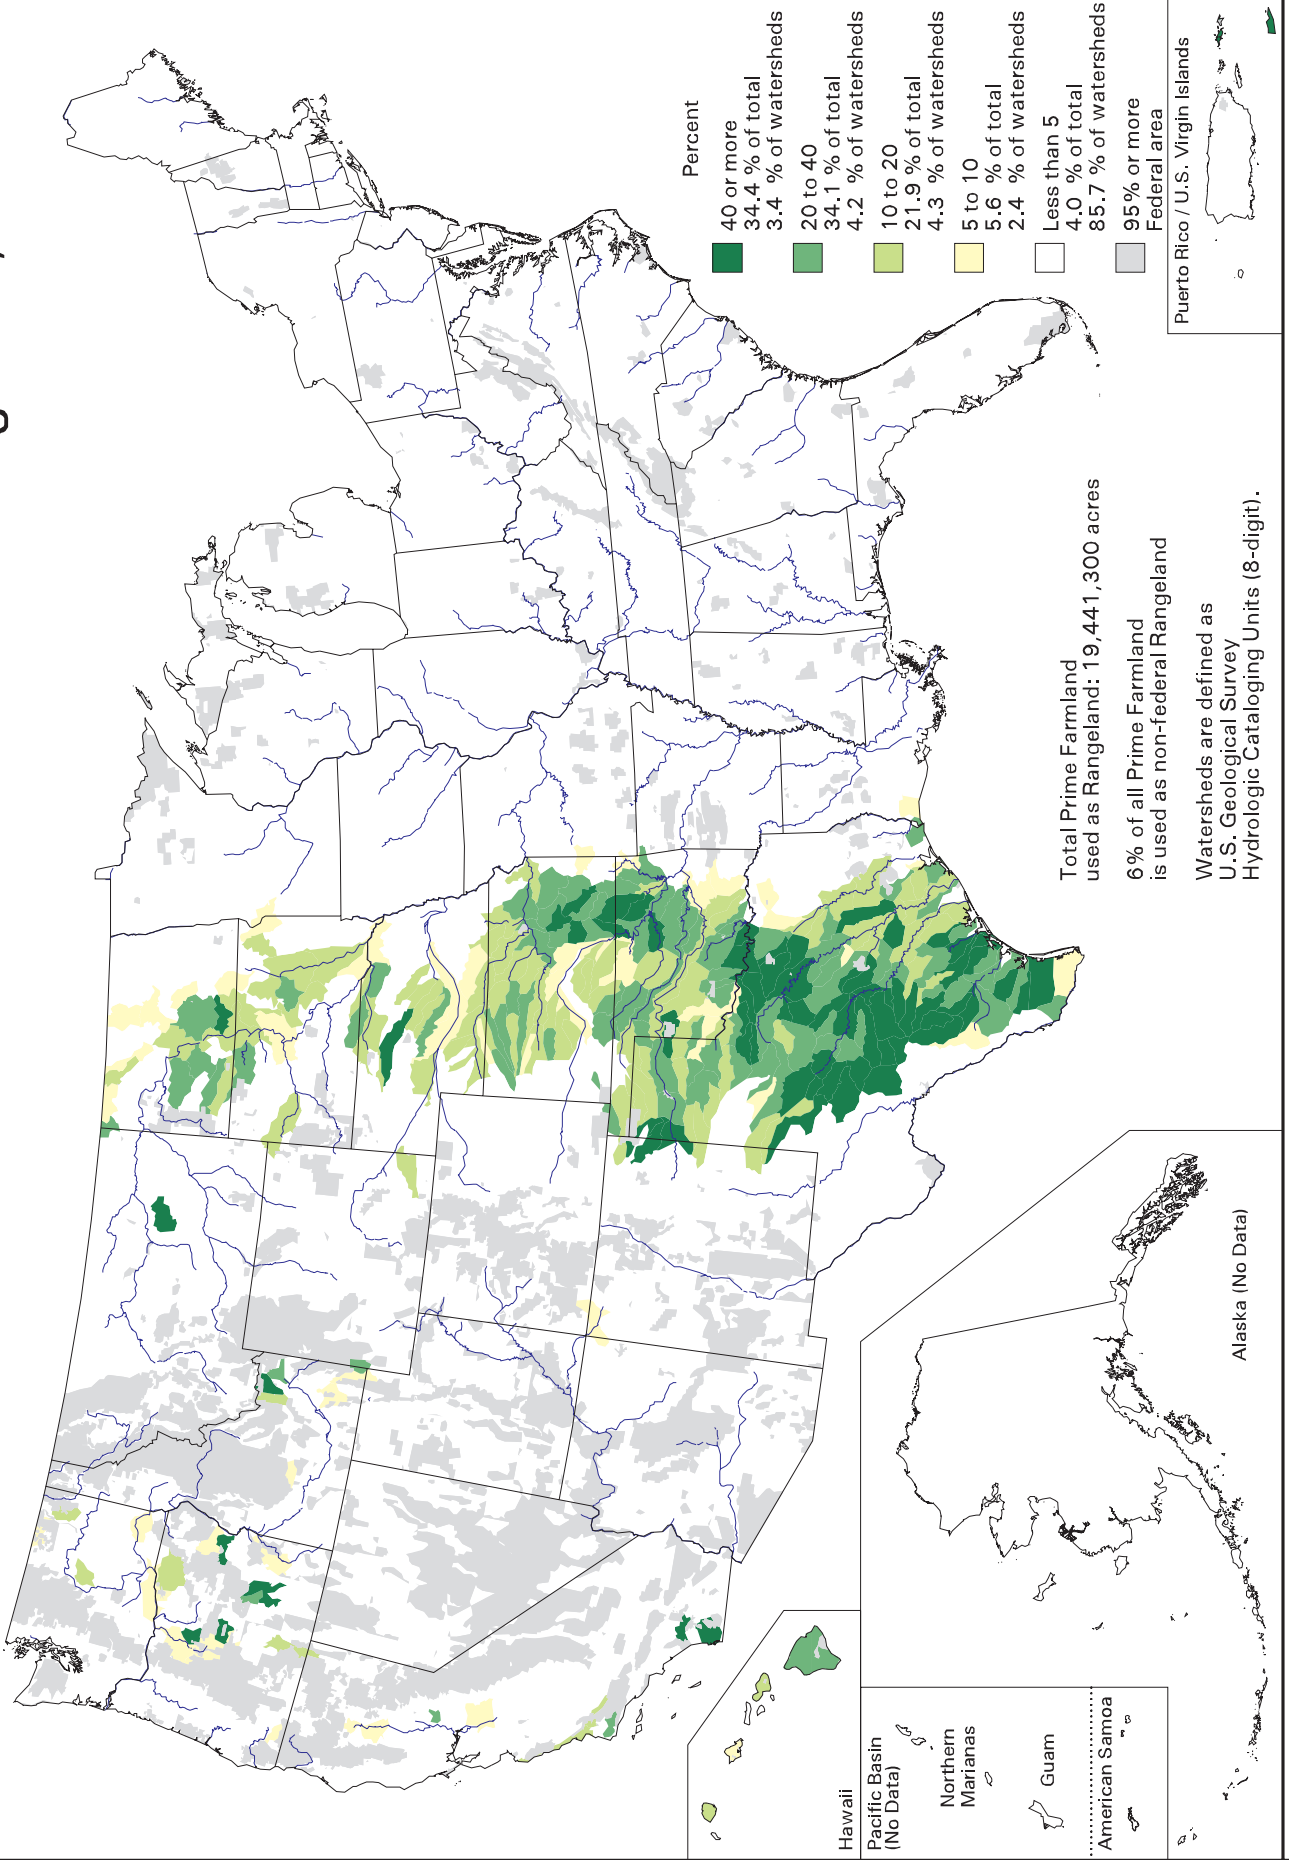 Percent
40 or more
34.4 % of total
3.4 % of watersheds
20 to 40
34.1 % of total
4.2 % of watersheds
10 to 20
21.9 % of total
4.3 % of watersheds
5 to 10
5.6 % of total
2.4 % of watersheds
Less than 5
4.0 % of total
85.7 % of watersheds
95% or more
Federal area
Puerto Rico / U.S. Virgin Islands
Total Prime Farmland
used as Rangeland: 19,441,300 acres
6% of all Prime Farmland
is used as non-federal Rangeland
Watersheds are defined as
U.S. Geological Survey
Hydrologic Cataloging Units (8-digit).
Alaska (No Data)
Hawaii
Pacific Basin
(No Data)
Northern
Marianas
Guam
American Samoa